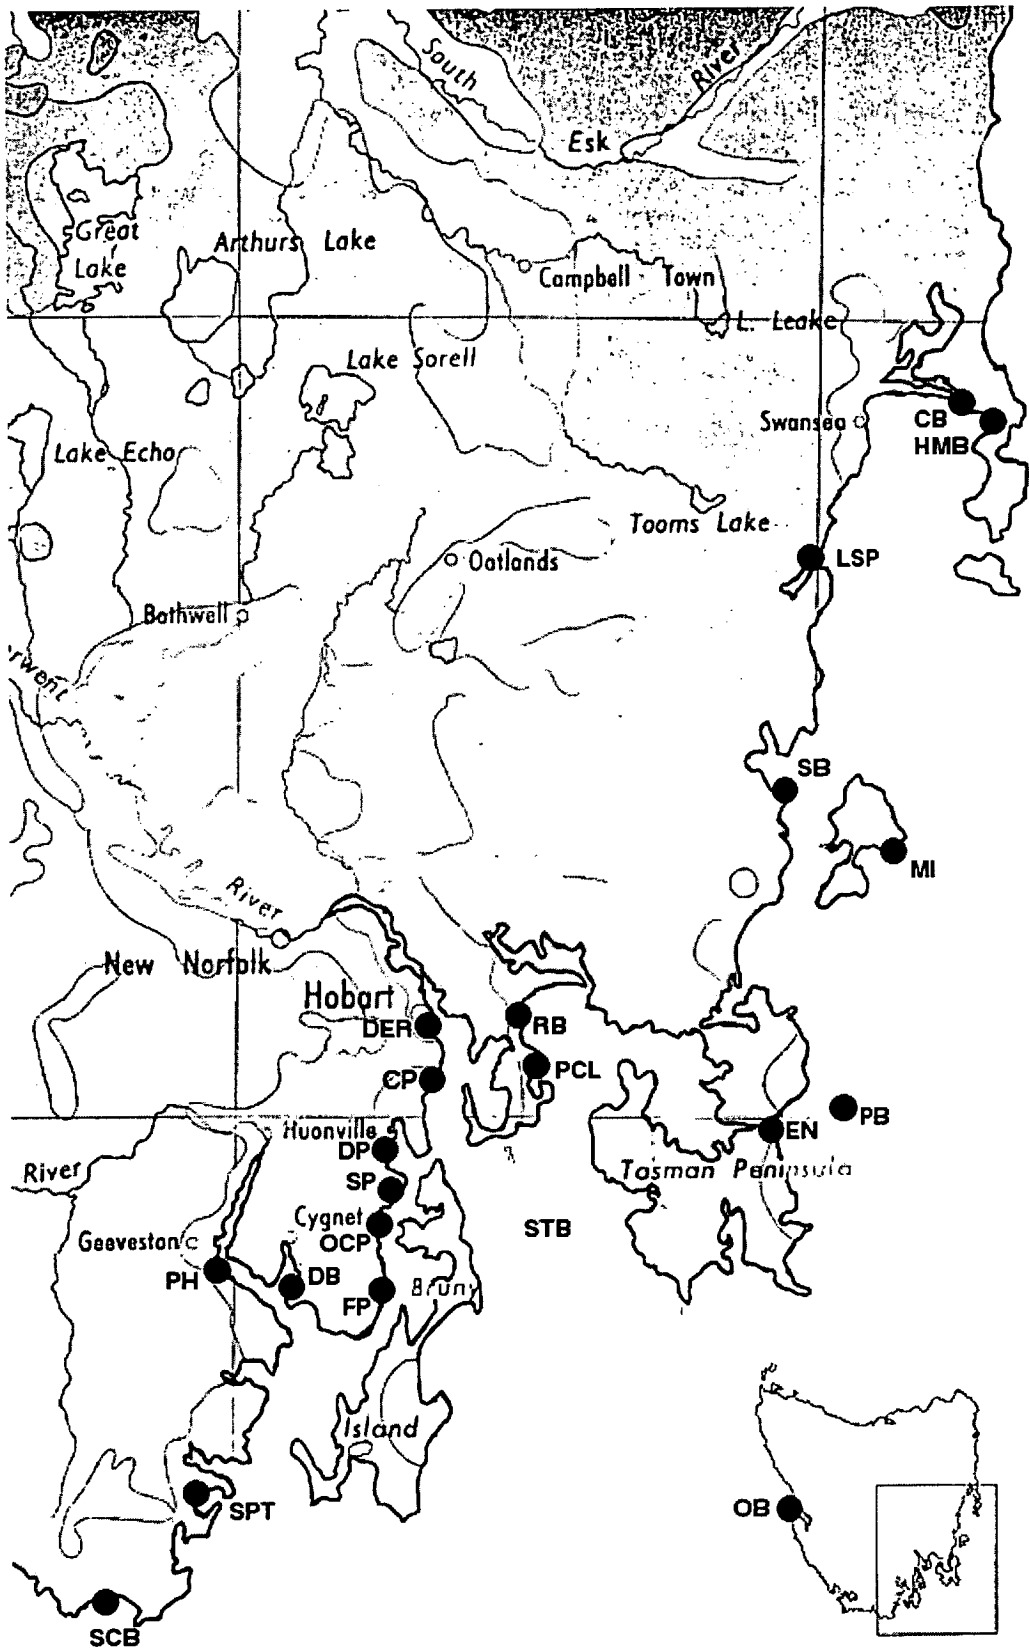 South
River
Esk
Great
Lake
Arthurs Lake
Campbell Town
L. Leake
Lake Sorell
Swansea
CB
HMB
Lake Echo
Tooms Lake
Oatlands
LSP
Bothwell
erwent
SB
MI
River
New Norfolk
Hobart
DER
RB
CP
PCL
PB
Huonville
EN
DP
River
Tasman Peninsula
SP
Cygnet
STB
Geeveston
OCP
PH
DB
Bruny
FP
Island
SPT
OB
SCB